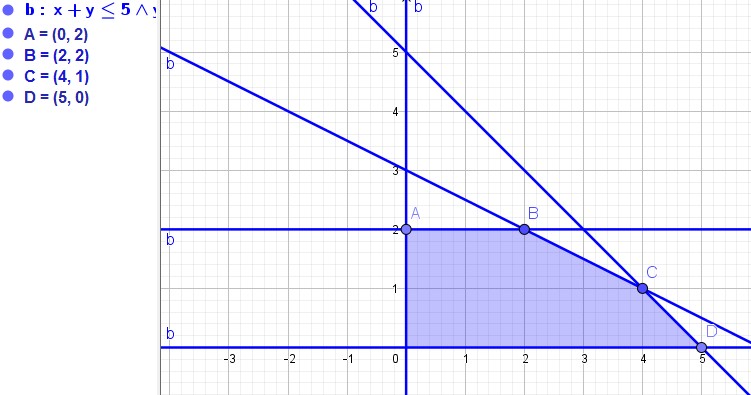 b : x + y ≤ 5 ∧
A = (0, 2)
B = (2, 2)
C = (4, 1)
D = (5, 0)
b b
5
b
4
3
A B
2
b
C
1
b D
-3 -2 -1 0 1 2 3 4 5